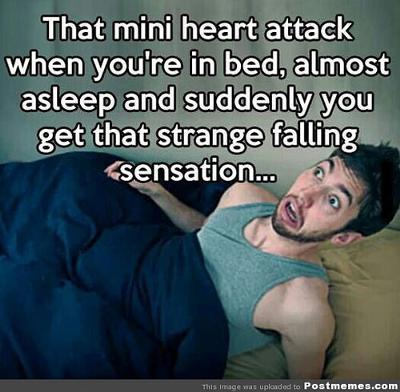 That mini heart attack
when you're in bed, almost
asleep and suddenly you
get that strange falling
sensation...
This image was uploaded to Postmemes.com